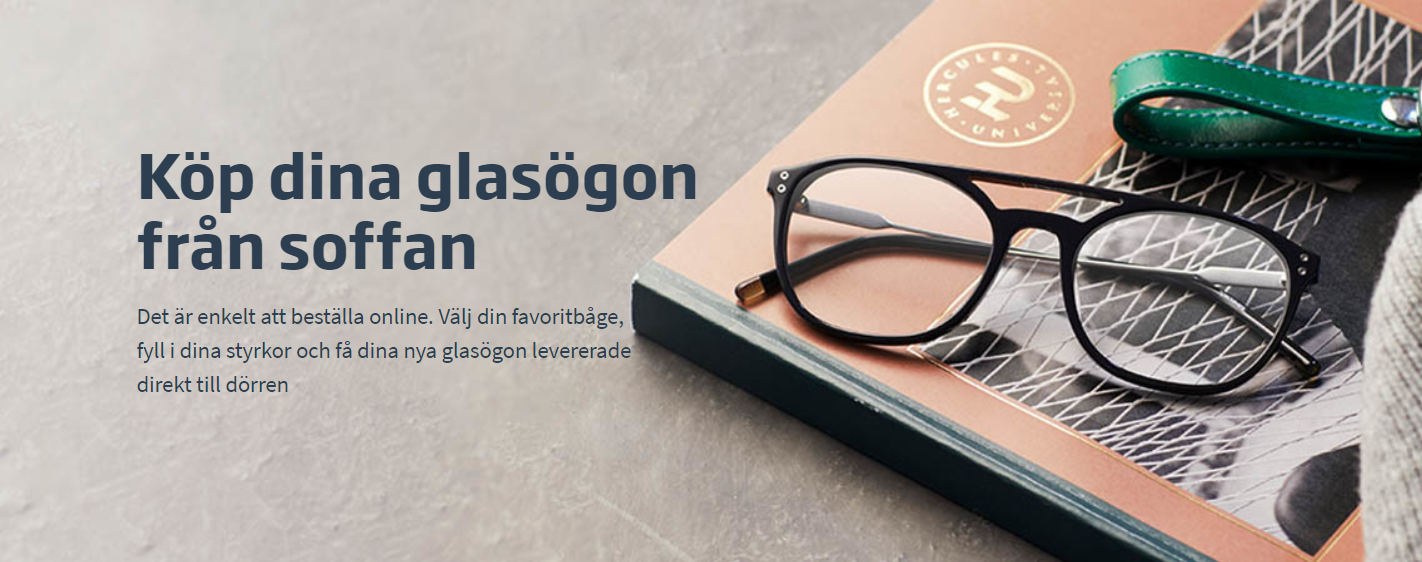 Köp dina glasögon
från soffan
Det är enkelt att beställa online. Välj din favoritbåge,
fyll i dina styrkor och få dina nya glasögon levererade
direkt till dörren
HERCULES · UNIVERSITY
HU